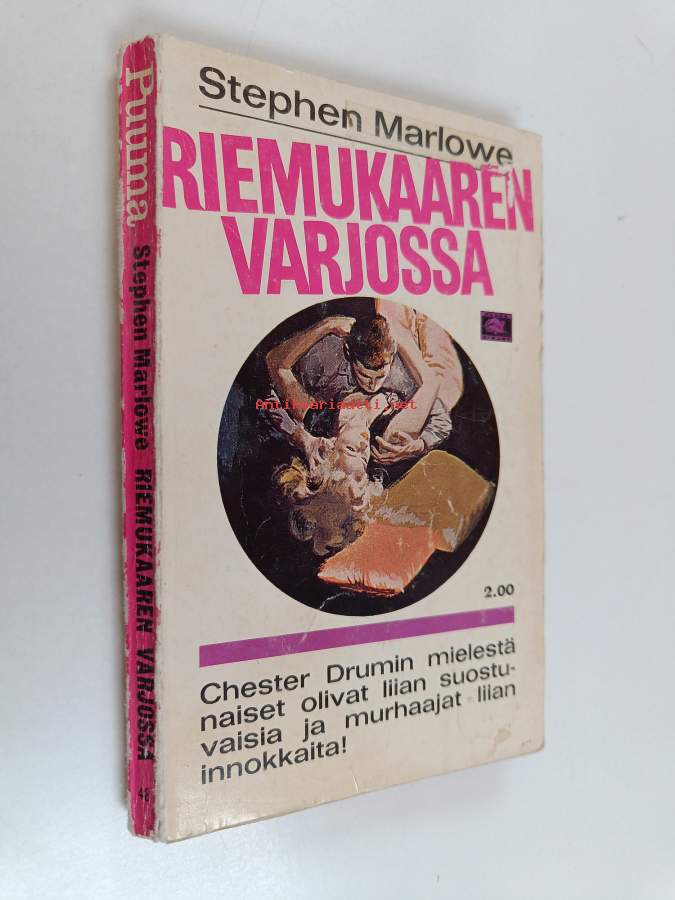 Stephen Marlowe
RIEMUKAAREN
VARJOSSA
Antikvariaatti.net
2.00
Chester Drumin mielestä
naiset olivat liian suostu-
vaisia ja murhaajat liian
innokkaita!
Puuma Stephen Marlowe RIEMUKAAREN VARJOSSA